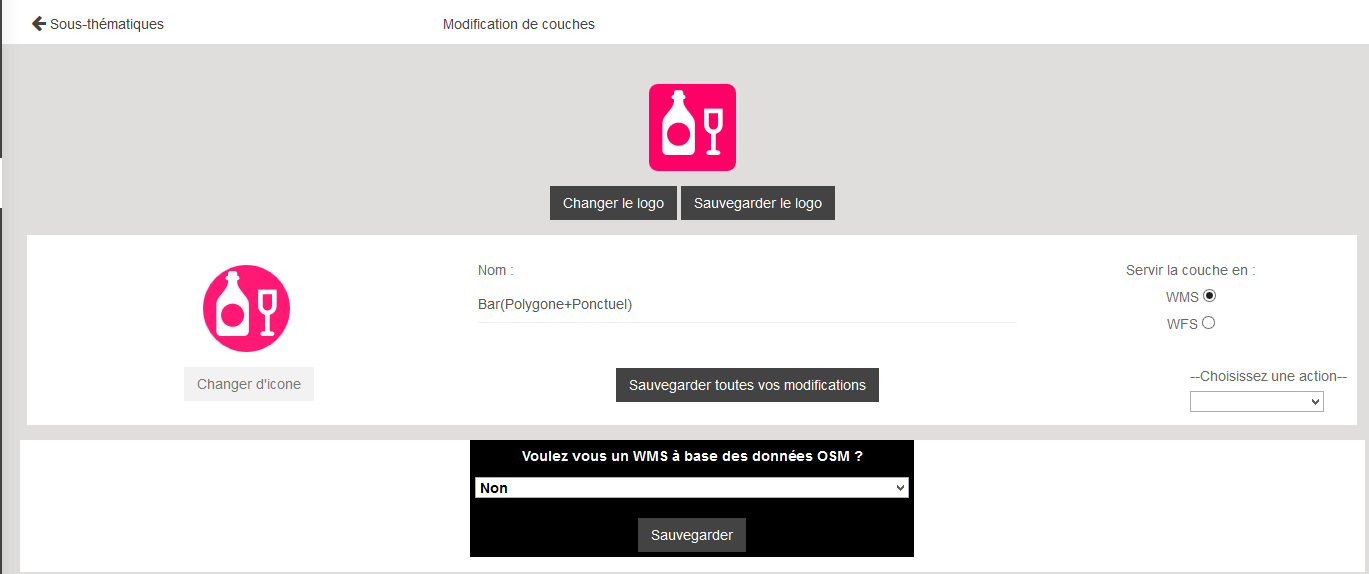 Sous-thématiques
Modification de couches
Changer le logo
Sauvegarder le logo
Nom :
Bar(Polygone+Ponctuel)
Servir la couche en :
WMS
WFS
Changer d'icone
Sauvegarder toutes vos modifications
--Choisissez une action--
Voulez vous un WMS à base des données OSM ?
Non
Sauvegarder